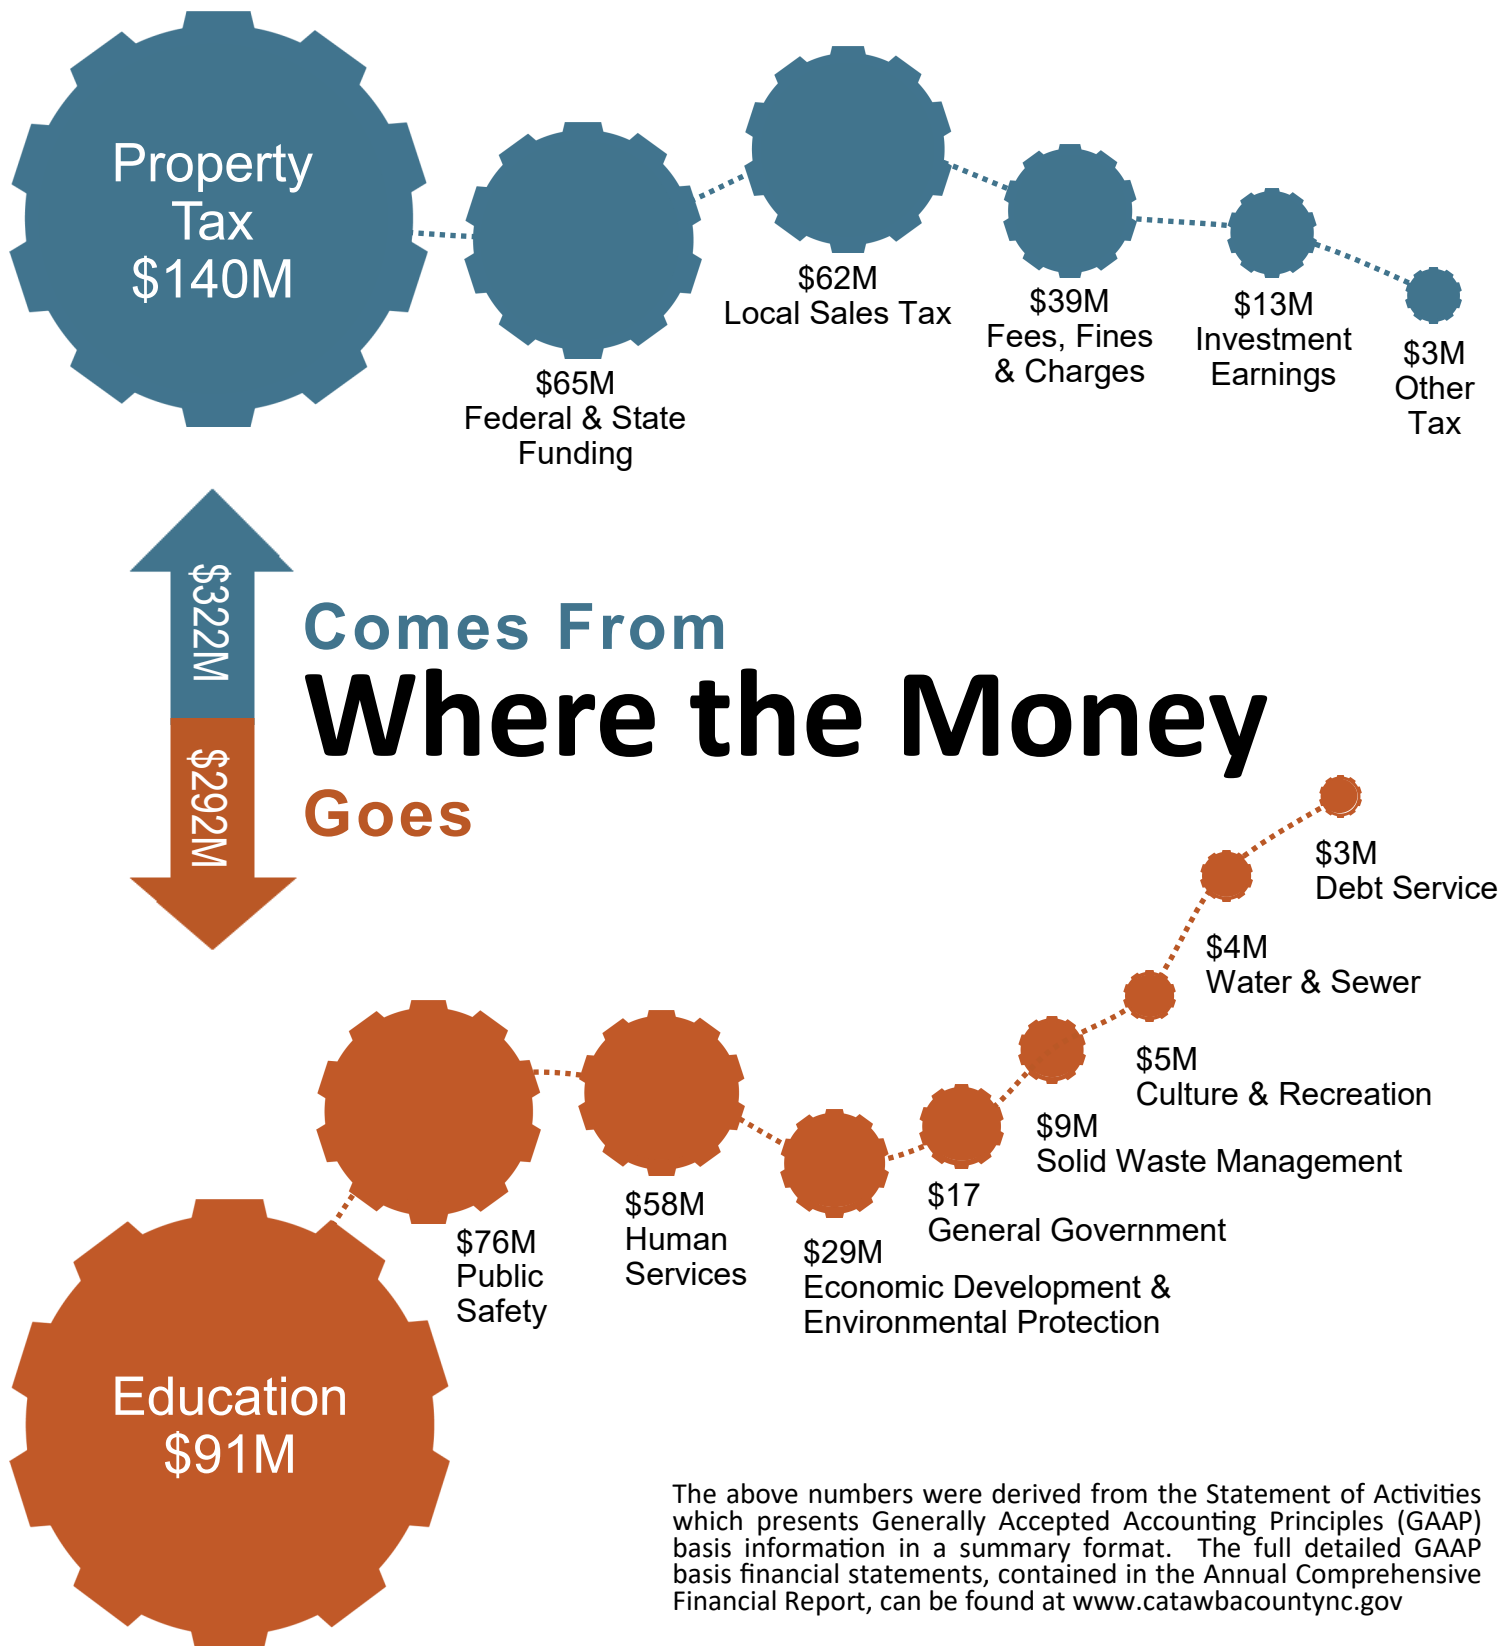 Property
Tax
$140M
$65M
Federal & State
Funding
$62M
Local Sales Tax
$39M
Fees, Fines
& Charges
$13M
Investment
Earnings
$3M
Other
Tax
$322M
$292M
Comes From
Where the Money
Goes
$3M
Debt Service
$4M
Water & Sewer
$5M
Culture & Recreation
$9M
Solid Waste Management
$17
General Government
$29M
Economic Development &
Environmental Protection
$58M
Human
Services
$76M
Public
Safety
Education
$91M
The above numbers were derived from the Statement of Activities
which presents Generally Accepted Accounting Principles (GAAP)
basis information in a summary format. The full detailed GAAP
basis financial statements, contained in the Annual Comprehensive
Financial Report, can be found at www.catawbacountync.gov